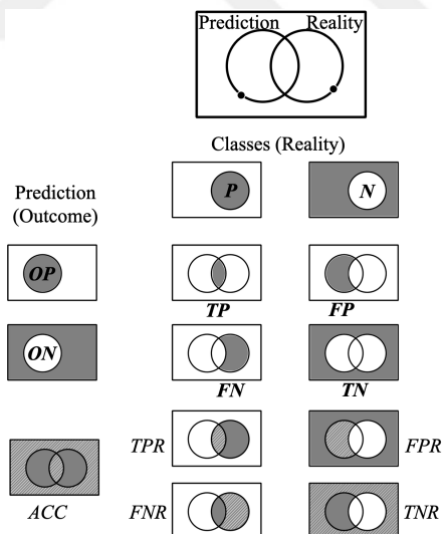 Prediction Reality
Classes (Reality)
Prediction
(Outcome)
P N
OP
TP FP
ON
FN TN
TPR FPR
ACC FNR TNR